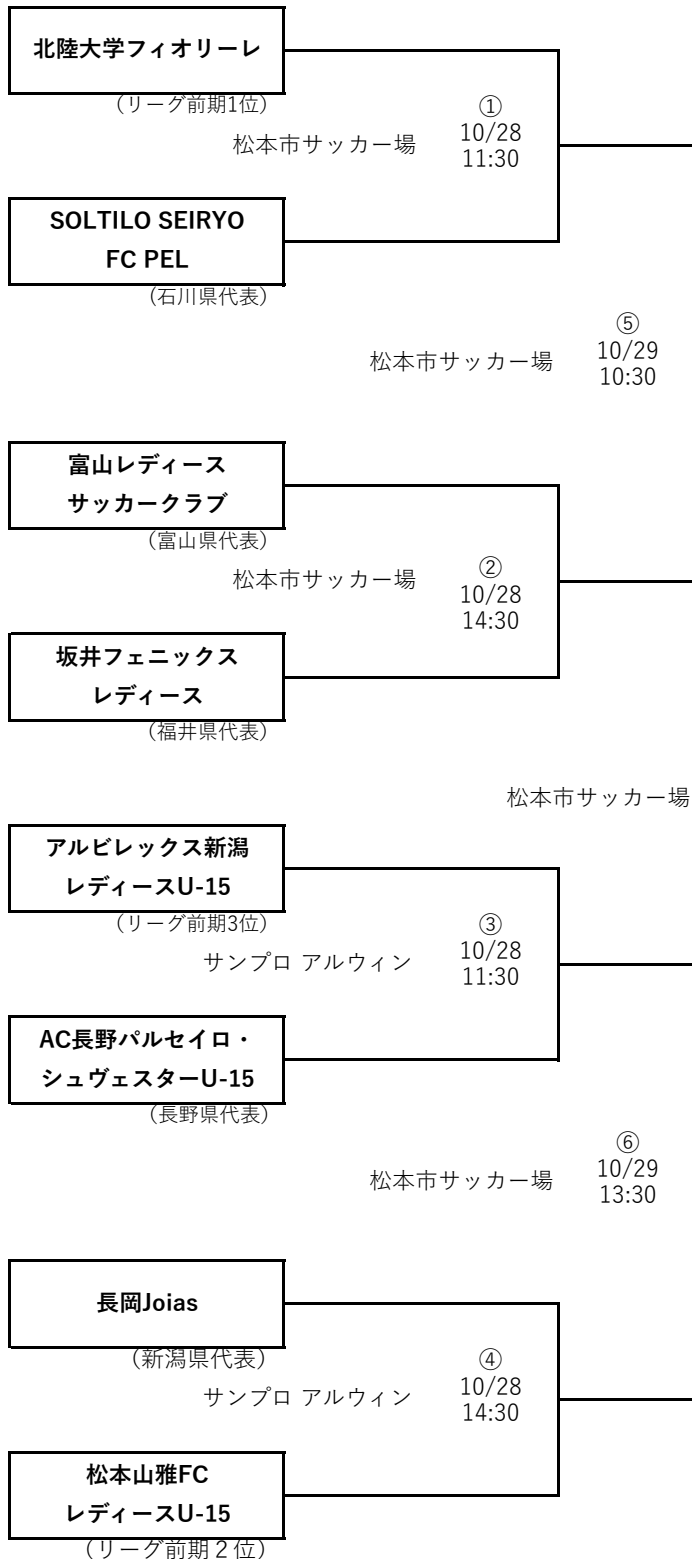 北陸大学フィオリーレ
(リーグ前期1位)
松本市サッカー場
①
10/28
11:30
SOLTILO SEIRYO
FC PEL
(石川県代表)
⑤
松本市サッカー場
10/29
10:30
富山レディース
サッカークラブ
(富山県代表)
松本市サッカー場
②
10/28
14:30
坂井フェニックス
レディース
(福井県代表)
松本市サッカー場
アルビレックス新潟
レディースU-15
(リーグ前期3位)
サンプロ アルウィン
③
10/28
11:30
AC長野パルセイロ・
シュヴェスターU-15
(長野県代表)
⑥
松本市サッカー場
10/29
13:30
長岡Joias
(新潟県代表)
サンプロ アルウィン
④
10/28
14:30
松本山雅FC
レディースU-15
(リーグ前期２位)